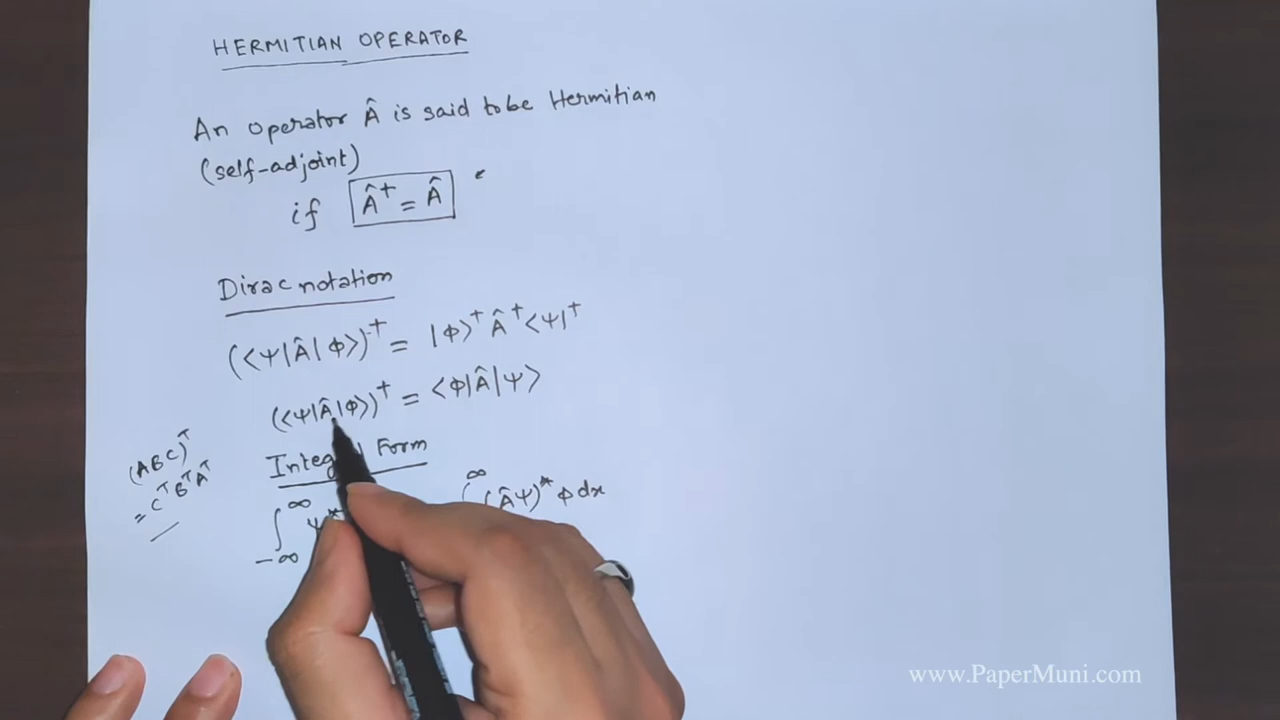 HERMITIAN OPERATOR
An operator Â is said to be Hermitian
(self-adjoint)
if Â† = Â
Dirac notation
(⟨Ψ|Â|Φ⟩)† = |Φ⟩† Â† ⟨Ψ|†
(⟨Ψ|Â|Φ⟩)† = ⟨Φ|Â|Ψ⟩
(ABC)ᵀ
= CᵀBᵀAᵀ
Form
∫₋∞^∞ Ψ* ∞ (ÂΨ)* Φ dx
www.PaperMuni.com